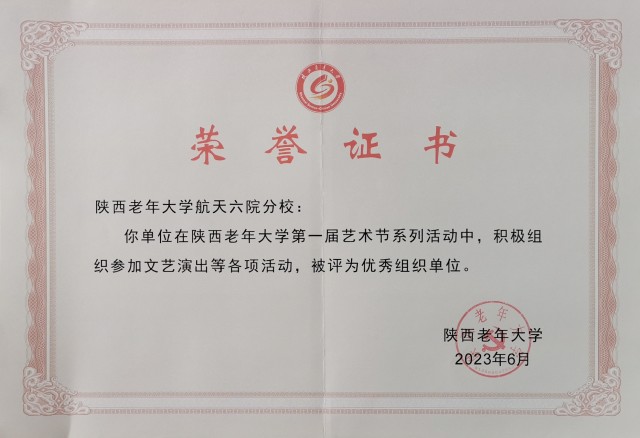 荣誉证书
陕西老年大学航天六院分校：
你单位在陕西老年大学第一届艺术节系列活动中，积极组
织参加文艺演出等各项活动，被评为优秀组织单位。
老年
陕西老年大学
2023年6月